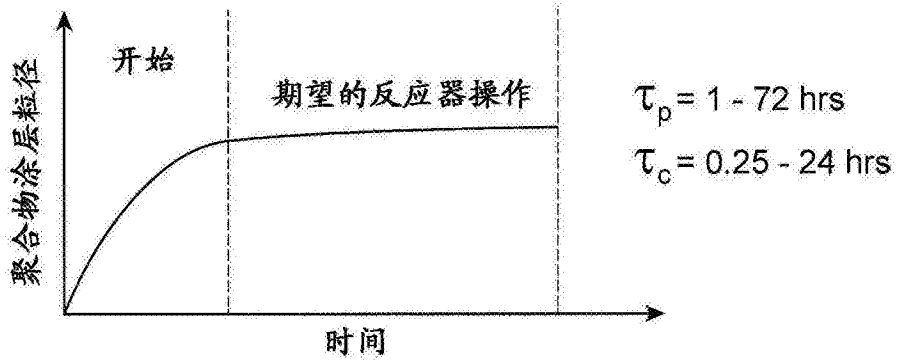 开始
期望的反应器操作
聚合物涂层粒径
时间
τp = 1 - 72 hrs
τc = 0.25 - 24 hrs